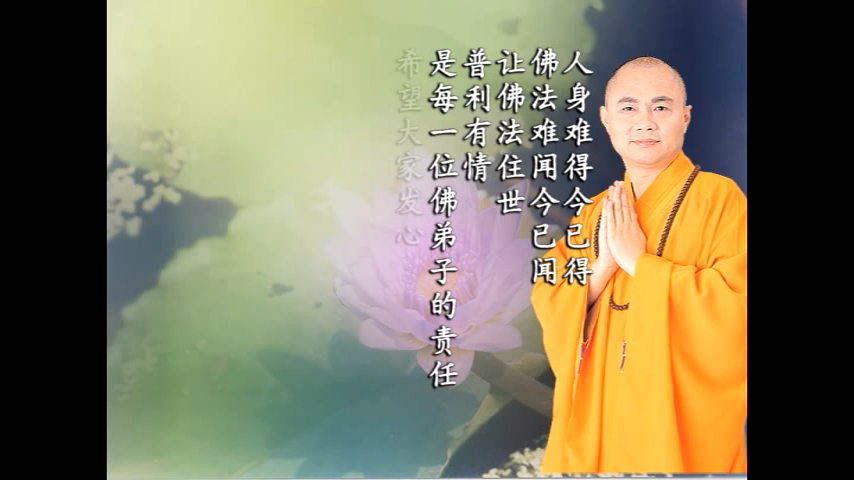 人身难得今已得
佛法难闻今已闻
让佛法住世
普利有情
是每一位佛弟子的责任
希望大家发心